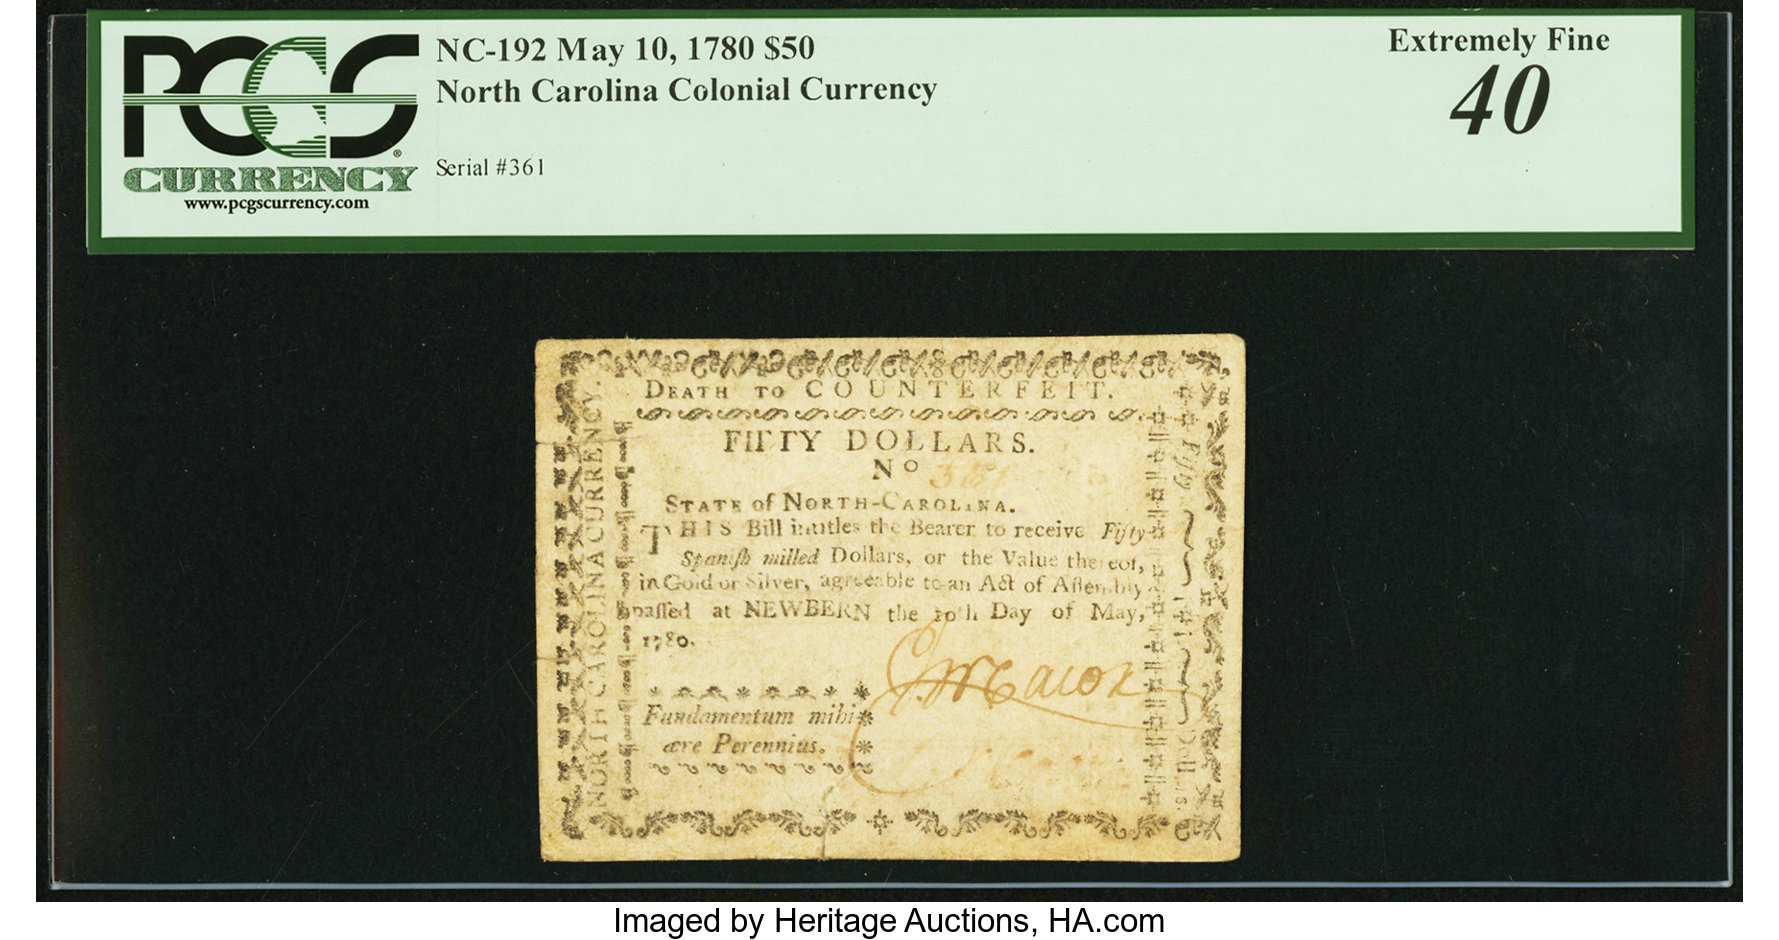 PCGS
CURRENCY
www.pcgscurrency.com
NC-192 May 10, 1780 $50
North Carolina Colonial Currency
Serial #361
Extremely Fine
40
DEATH TO COUNTERFEIT.
FIFTY DOLLARS.
No 361
STATE of NORTH-CAROLINA.
THIS Bill intitles the Bearer to receive Fifty
Spaniſh milled Dollars, or the Value thereof,
in Gold or Silver, agreeable to an Act of Aſſembly
paſſed at NEWBERN the 10th Day of May,
1780.
Fundamentum mihi
ære Perennius.
NORTH CAROLINA CURRENCY.
Fifty Dollars.
Imaged by Heritage Auctions, HA.com